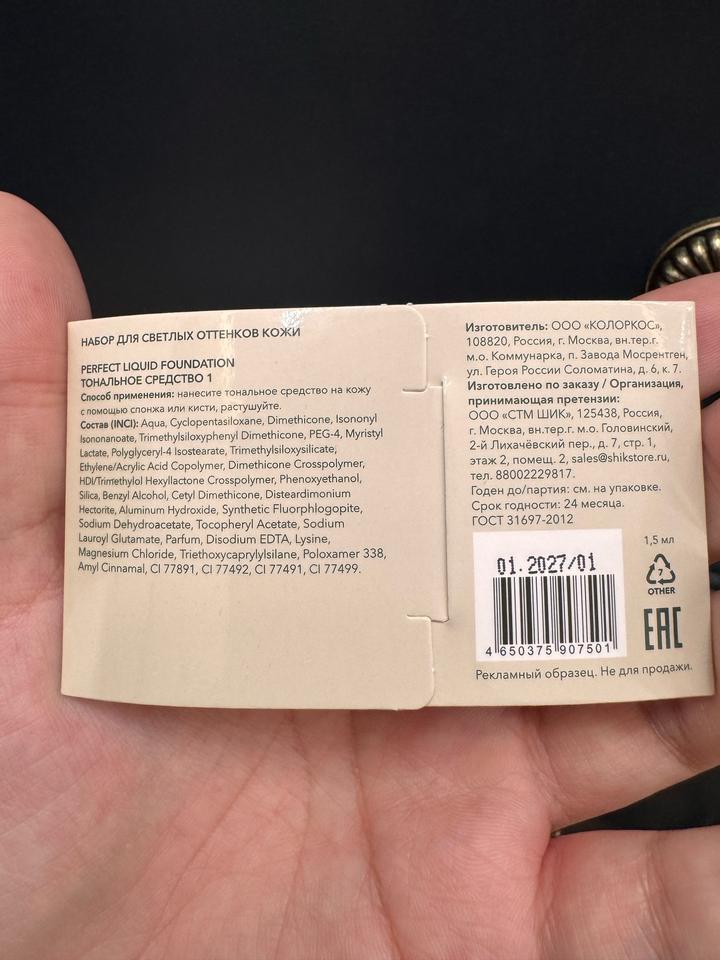 НАБОР ДЛЯ СВЕТЛЫХ ОТТЕНКОВ КОЖИ
PERFECT LIQUID FOUNDATION
ТОНАЛЬНОЕ СРЕДСТВО 1
Способ применения: нанесите тональное средство на кожу
с помощью спонжа или кисти, растушуйте.
Состав (INCI): Aqua, Cyclopentasiloxane, Dimethicone, Isononyl
Isononanoate, Trimethylsiloxyphenyl Dimethicone, PEG-4, Myristyl
Lactate, Polyglyceryl-4 Isostearate, Trimethylsiloxysilicate,
Ethylene/Acrylic Acid Copolymer, Dimethicone Crosspolymer,
HDI/Trimethylol Hexyllactone Crosspolymer, Phenoxyethanol,
Silica, Benzyl Alcohol, Cetyl Dimethicone, Disteardimonium
Hectorite, Aluminum Hydroxide, Synthetic Fluorphlogopite,
Sodium Dehydroacetate, Tocopheryl Acetate, Sodium
Lauroyl Glutamate, Parfum, Disodium EDTA, Lysine,
Magnesium Chloride, Triethoxycaprylylsilane, Poloxamer 338,
Amyl Cinnamal, CI 77891, CI 77492, CI 77491, CI 77499.
Изготовитель: ООО «КОЛОРКОС»,
108820, Россия, г. Москва, вн.тер.г.
м.о. Коммунарка, п. Завода Мосрентген,
ул. Героя России Соломатина, д. 6, к. 7.
Изготовлено по заказу / Организация,
принимающая претензии:
ООО «СТМ ШИК», 125438, Россия,
г. Москва, вн.тер.г. м.о. Головинский,
2-й Лихачёвский пер., д. 7, стр. 1,
этаж 2, помещ. 2, sales@shikstore.ru,
тел. 88002229817.
Годен до/партия: см. на упаковке.
Срок годности: 24 месяца.
ГОСТ 31697-2012
1,5 мл
01.2027/01
7
OTHER
EAC
4 650375 907501
Рекламный образец. Не для продажи.